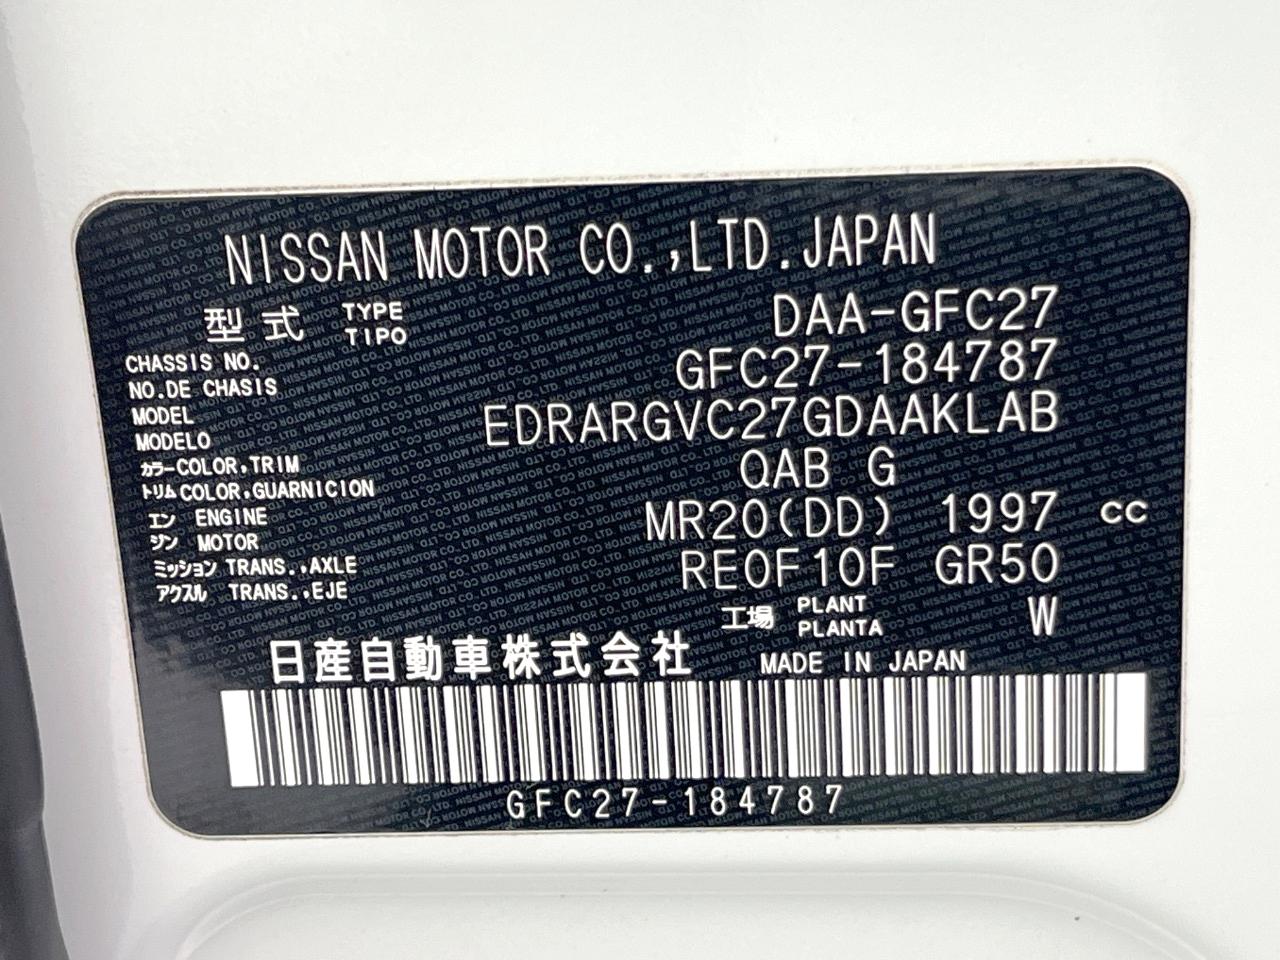 NISSAN MOTOR CO.,LTD.JAPAN
型式 TYPE TIPO DAA-GFC27
CHASSIS NO.
NO.DE CHASIS GFC27-184787
MODEL
MODELO EDRARGVC27GDAAKLAB
カラー COLOR,TRIM
トリム COLOR,GUARNICION QAB G
エン ENGINE
ジン MOTOR MR20(DD) 1997 cc
ミッション TRANS.,AXLE
アクスル TRANS.,EJE RE0F10F GR50
工場 PLANT PLANTA W
日産自動車株式会社 MADE IN JAPAN
GFC27-184787